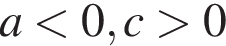 a < 0, c > 0